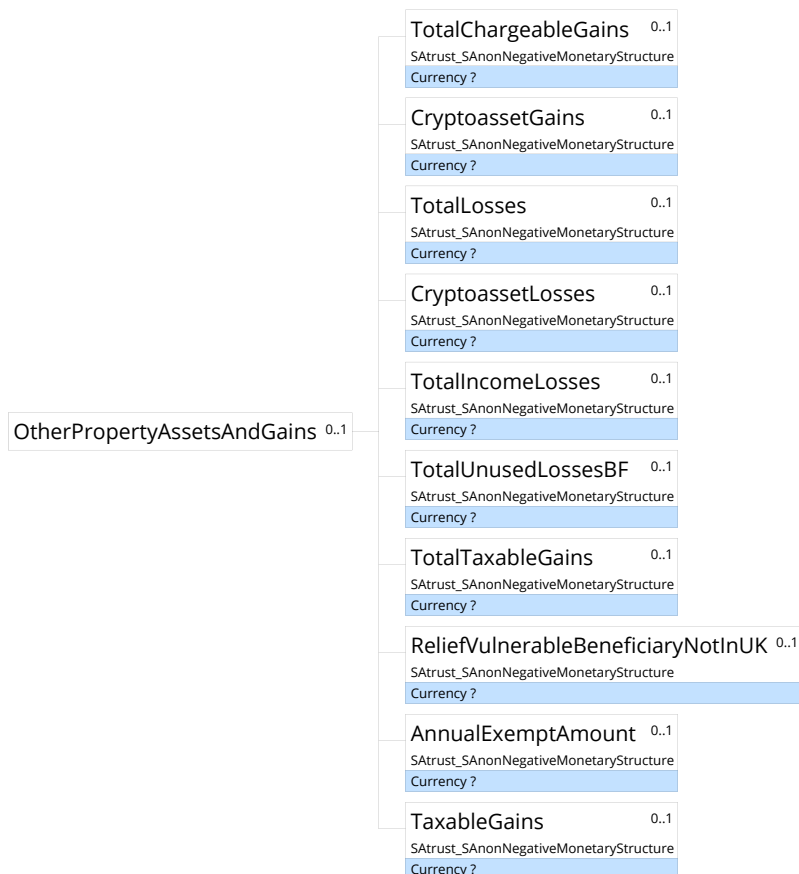 TotalChargeableGains 0..1
SAtrust_SAnonNegativeMonetaryStructure
Currency ?
CryptoassetGains 0..1
SAtrust_SAnonNegativeMonetaryStructure
Currency ?
TotalLosses 0..1
SAtrust_SAnonNegativeMonetaryStructure
Currency ?
CryptoassetLosses 0..1
SAtrust_SAnonNegativeMonetaryStructure
Currency ?
TotalIncomeLosses 0..1
SAtrust_SAnonNegativeMonetaryStructure
Currency ?
OtherPropertyAssetsAndGains 0..1
TotalUnusedLossesBF 0..1
SAtrust_SAnonNegativeMonetaryStructure
Currency ?
TotalTaxableGains 0..1
SAtrust_SAnonNegativeMonetaryStructure
Currency ?
ReliefVulnerableBeneficiaryNotInUK 0..1
SAtrust_SAnonNegativeMonetaryStructure
Currency ?
AnnualExemptAmount 0..1
SAtrust_SAnonNegativeMonetaryStructure
Currency ?
TaxableGains 0..1
SAtrust_SAnonNegativeMonetaryStructure
Currency ?